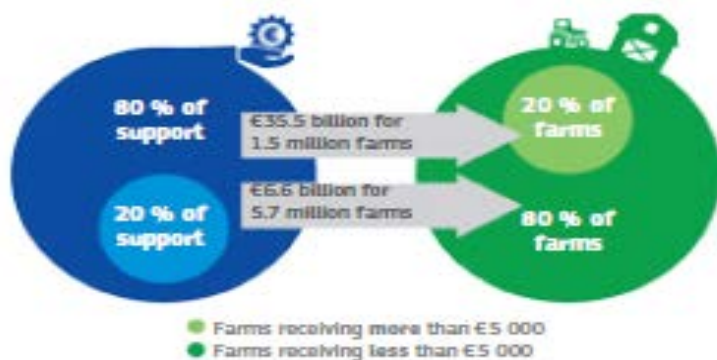 80 % of
support
€35.5 billion for
1.5 million farms
20 % of
farms
20 % of
support
€6.6 billion for
5.7 million farms
80 % of
farms
Farms receiving more than €5 000
Farms receiving less than €5 000